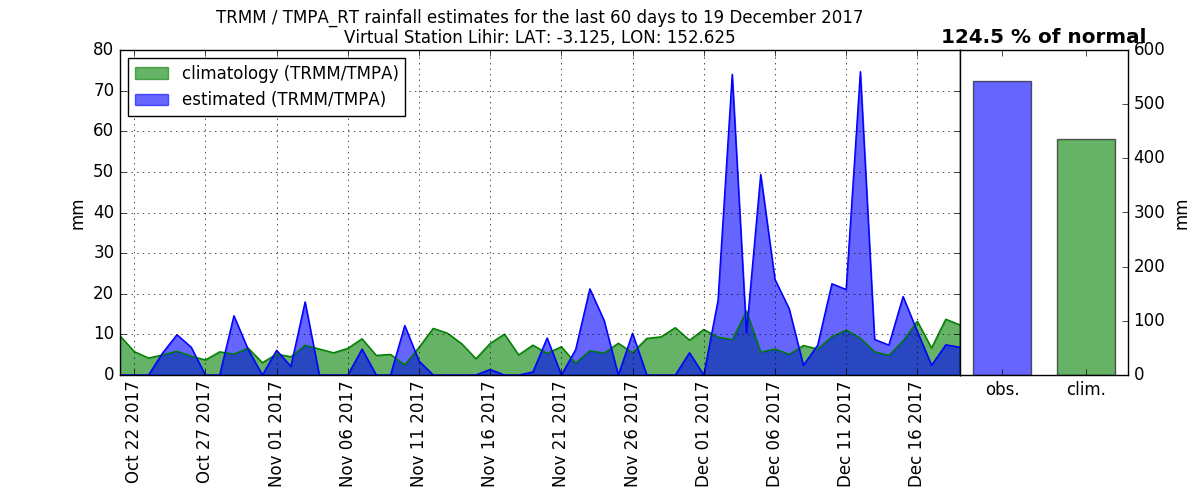 TRMM / TMPA_RT rainfall estimates for the last 60 days to 19 December 2017
Virtual Station Lihir: LAT: -3.125, LON: 152.625
124.5 % of normal
climatology (TRMM/TMPA)
estimated (TRMM/TMPA)
80
70
60
50
40
30
20
10
0
mm
Oct 22 2017
Oct 27 2017
Nov 01 2017
Nov 06 2017
Nov 11 2017
Nov 16 2017
Nov 21 2017
Nov 26 2017
Dec 01 2017
Dec 06 2017
Dec 11 2017
Dec 16 2017
600
500
400
300
200
100
0
mm
obs.
clim.